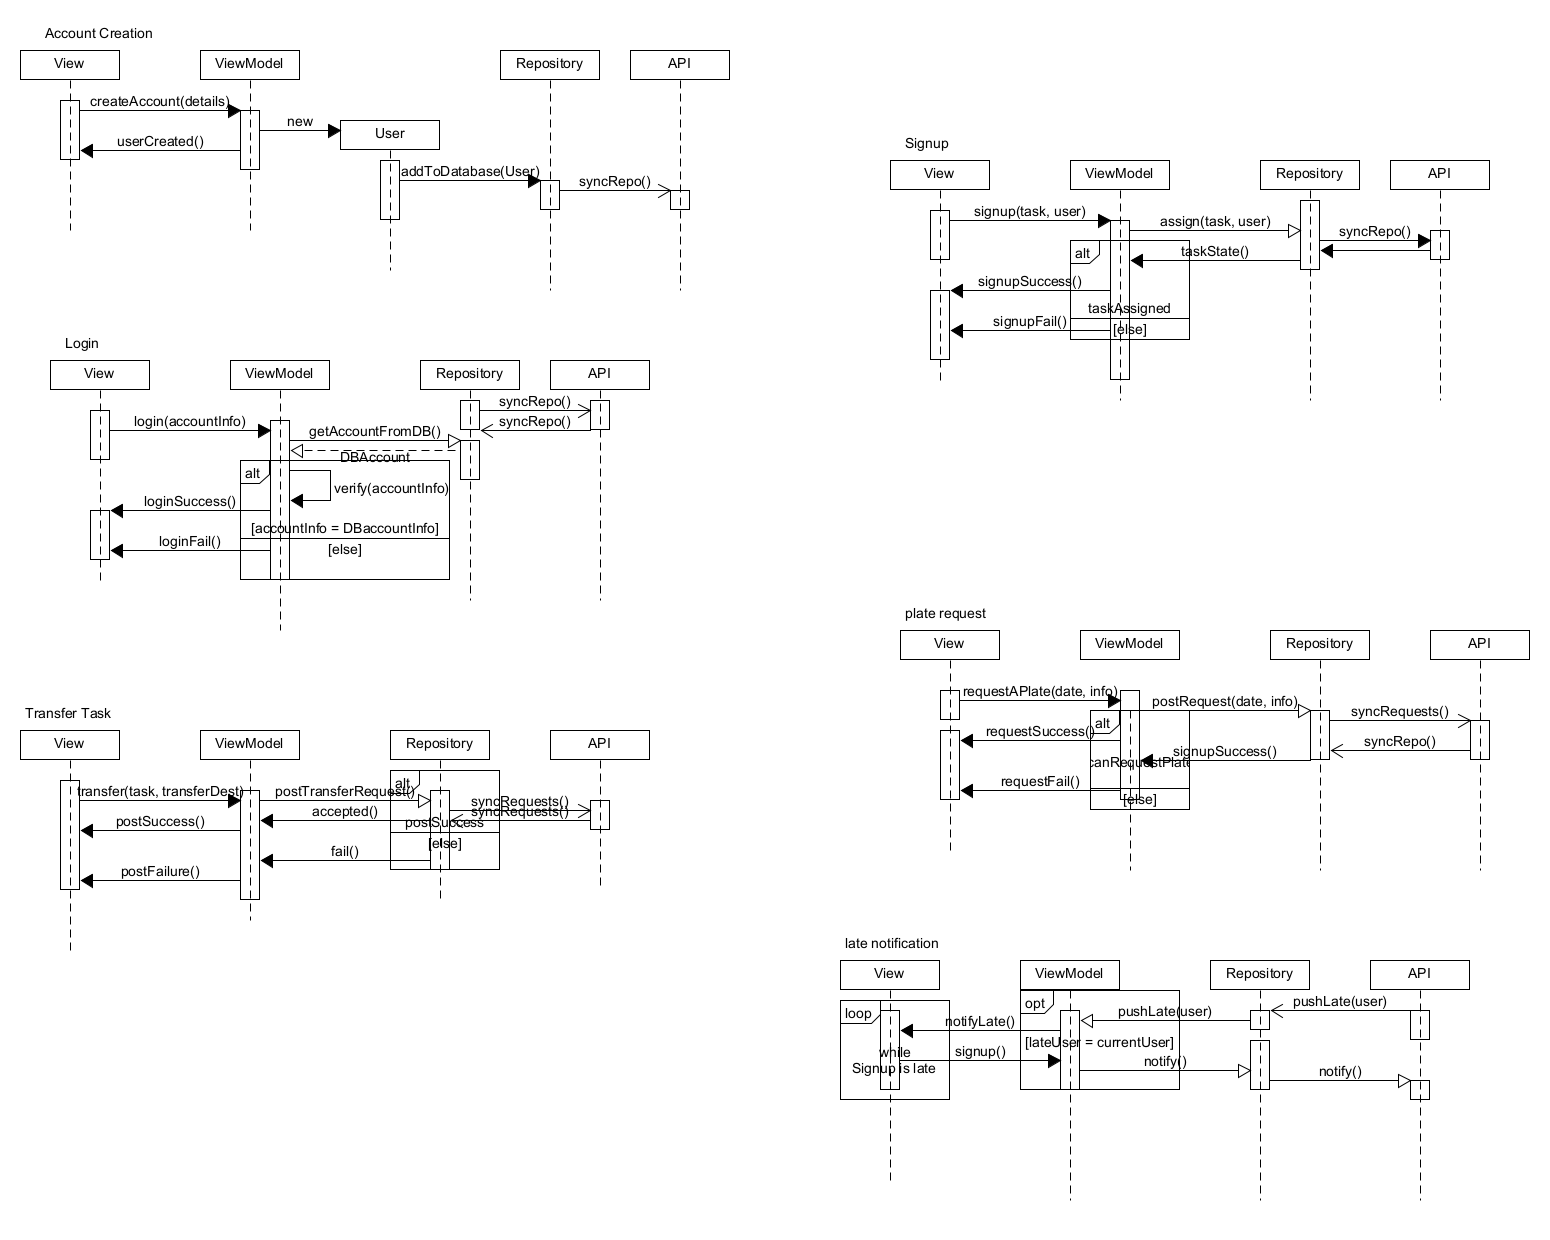 Account Creation
View
ViewModel
Repository
API
createAccount(details)
new
User
userCreated()
addToDatabase(User)
syncRepo()
Signup
View
ViewModel
Repository
API
signup(task, user)
assign(task, user)
syncRepo()
alt
taskState()
signupSuccess()
taskAssigned
signupFail()
[else]
Login
View
ViewModel
Repository
API
syncRepo()
login(accountInfo)
syncRepo()
getAccountFromDB()
DBAccount
alt
verify(accountInfo)
loginSuccess()
[accountInfo = DBaccountInfo]
loginFail()
[else]
plate request
View
ViewModel
Repository
API
requestAPlate(date, info)
postRequest(date, info)
syncRequests()
alt
requestSuccess()
syncRepo()
signupSuccess()
canRequestPlate
requestFail()
[else]
Transfer Task
View
ViewModel
Repository
API
alt
transfer(task, transferDest)
postTransferRequest()
syncRequests()
accepted()
syncRequests()
postSuccess()
postSuccess
[else]
fail()
postFailure()
late notification
View
ViewModel
Repository
API
opt
pushLate(user)
loop
pushLate(user)
notifyLate()
[lateUser = currentUser]
while
Signup is late
signup()
notify()
notify()